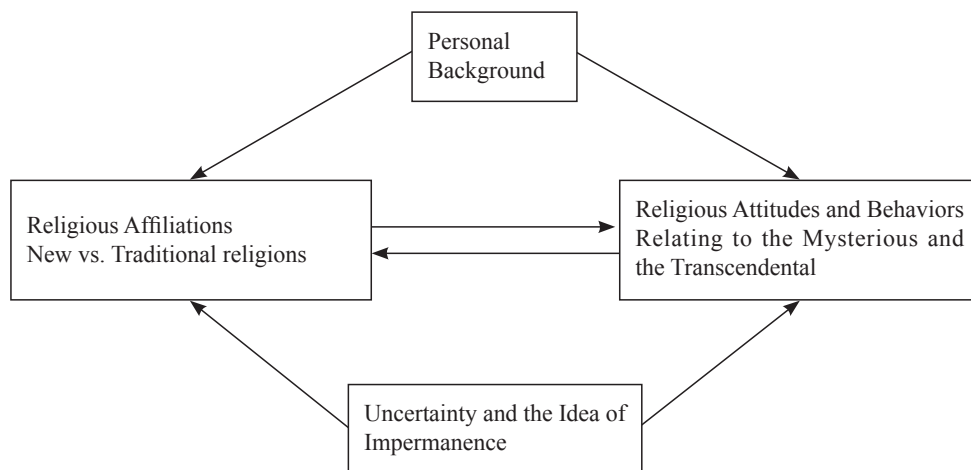 Personal
Background
Religious Affiliations
New vs. Traditional religions
Religious Attitudes and Behaviors
Relating to the Mysterious and
the Transcendental
Uncertainty and the Idea of
Impermanence